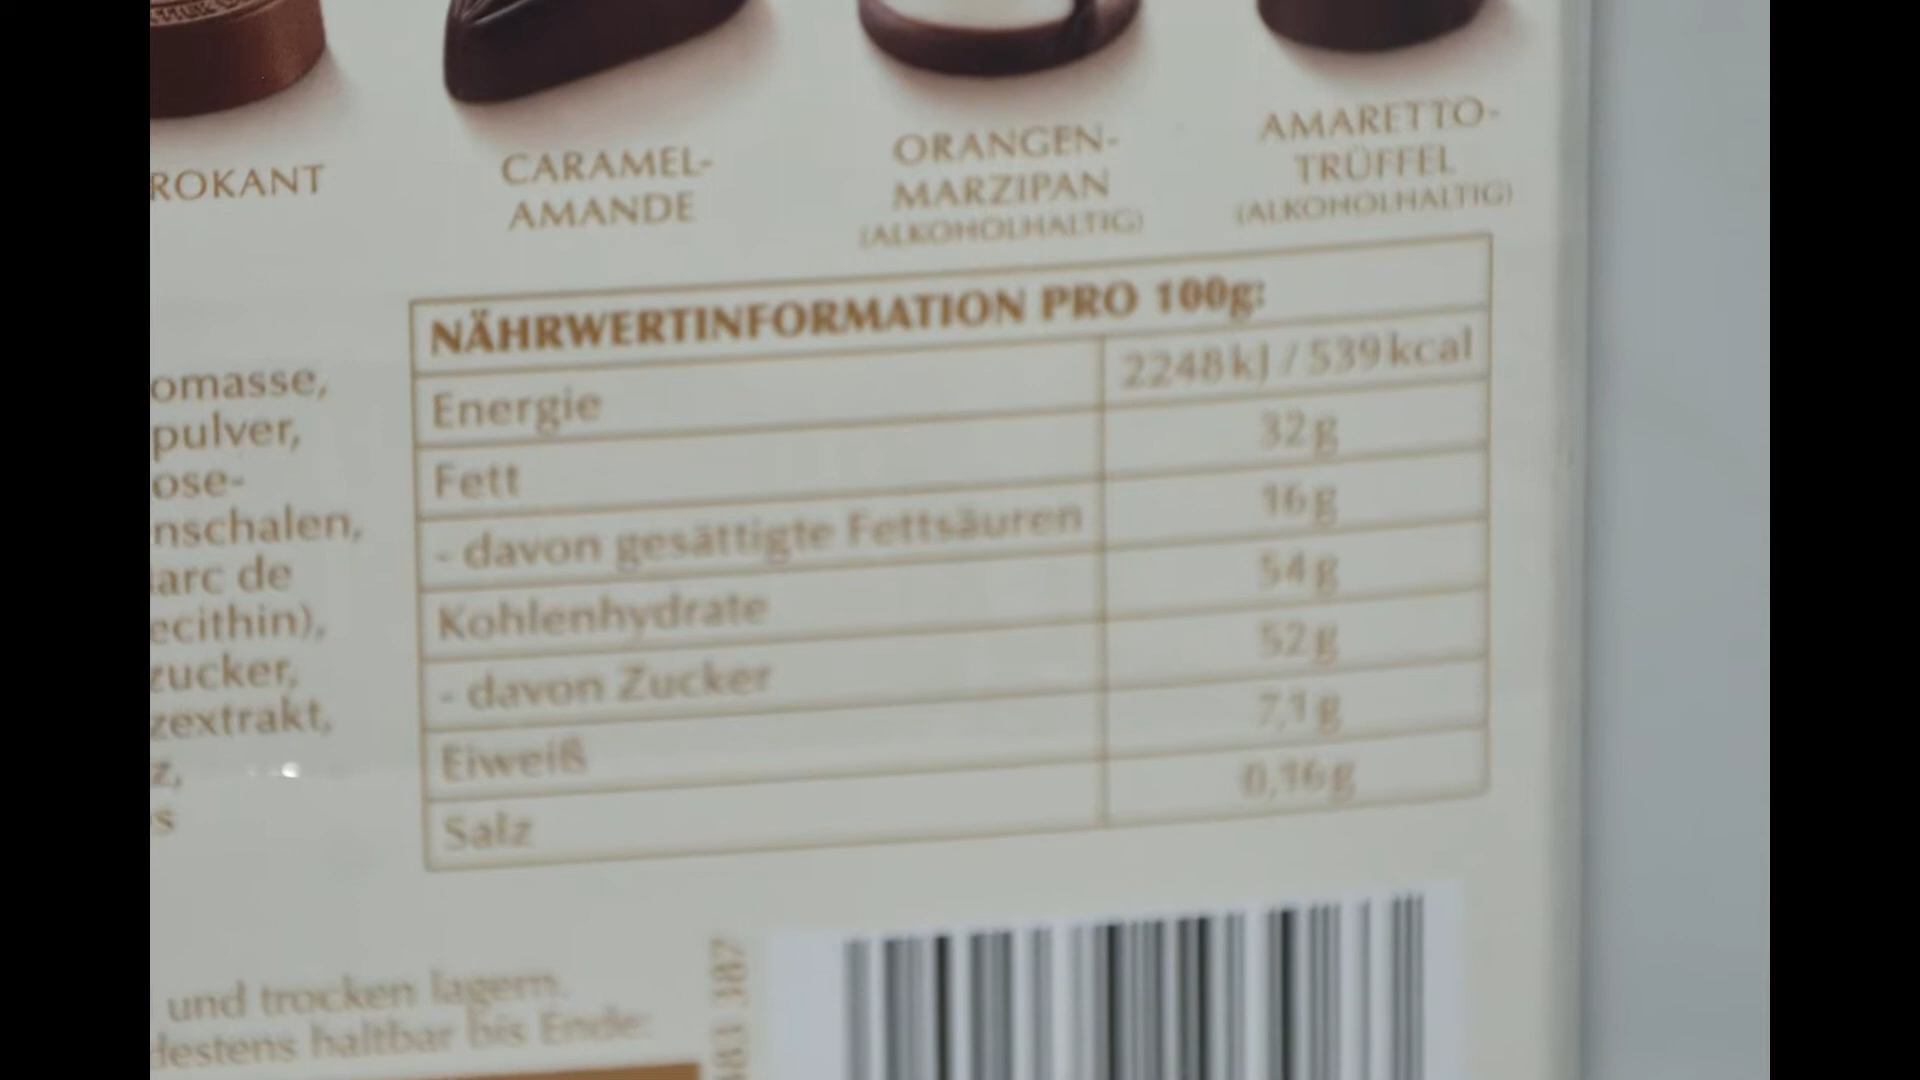 ROKANT
CARAMEL-
AMANDE
ORANGEN-
MARZIPAN
(ALKOHOLHALTIG)
AMARETTO-
TRÜFFEL
(ALKOHOLHALTIG)
NÄHRWERTINFORMATION PRO 100g:
Energie 2248 kJ / 539 kcal
Fett 32 g
- davon gesättigte Fettsäuren 16 g
Kohlenhydrate 54 g
- davon Zucker 52 g
Eiweiß 7,1 g
Salz 0,16 g
omasse,
pulver,
ose-
nschalen,
arc de
ecithin),
zucker,
zextrakt,
z,
s
und trocken lagern.
destens haltbar bis Ende: